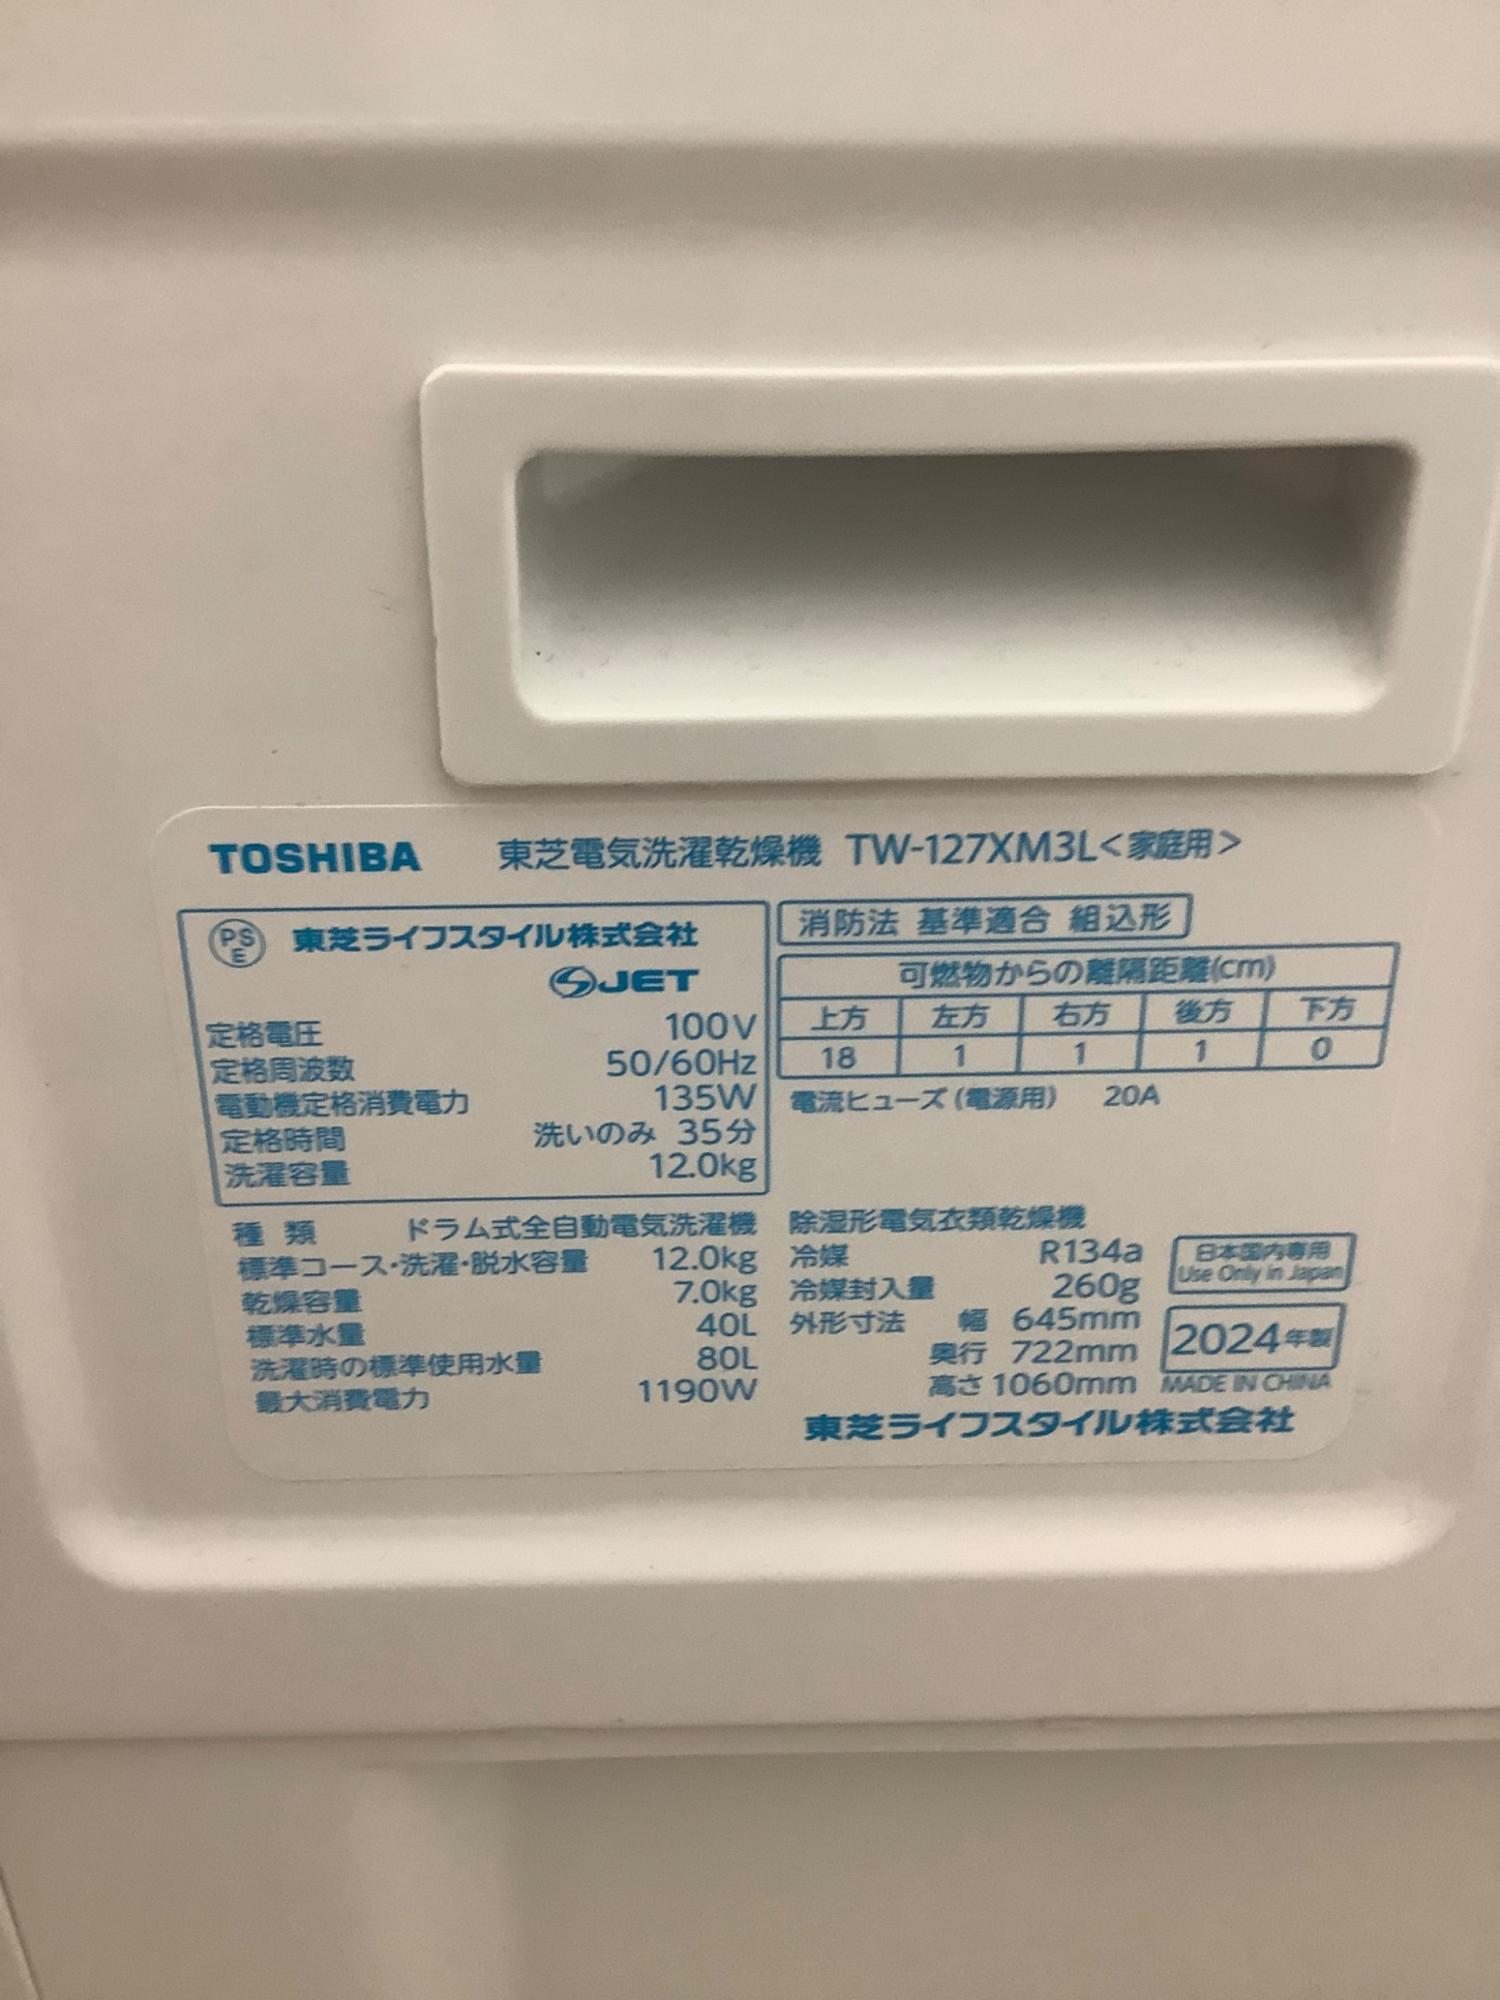 TOSHIBA 東芝電気洗濯乾燥機 TW-127XM3L<家庭用>
PS E 東芝ライフスタイル株式会社
S JET
定格電圧 100V
定格周波数 50/60Hz
電動機定格消費電力 135W
定格時間 洗いのみ 35分
洗濯容量 12.0kg
種 類 ドラム式全自動電気洗濯機
標準コース・洗濯・脱水容量 12.0kg
乾燥容量 7.0kg
標準水量 40L
洗濯時の標準使用水量 80L
最大消費電力 1190W
消防法 基準適合 組込形
可燃物からの離隔距離(cm)
上方 左方 右方 後方 下方
18 1 1 1 0
電流ヒューズ(電源用) 20A
除湿形電気衣類乾燥機
冷媒 R134a
冷媒封入量 260g
外形寸法 幅 645mm
奥行 722mm
高さ 1060mm
日本国内専用
Use Only in Japan
2024年製
MADE IN CHINA
東芝ライフスタイル株式会社